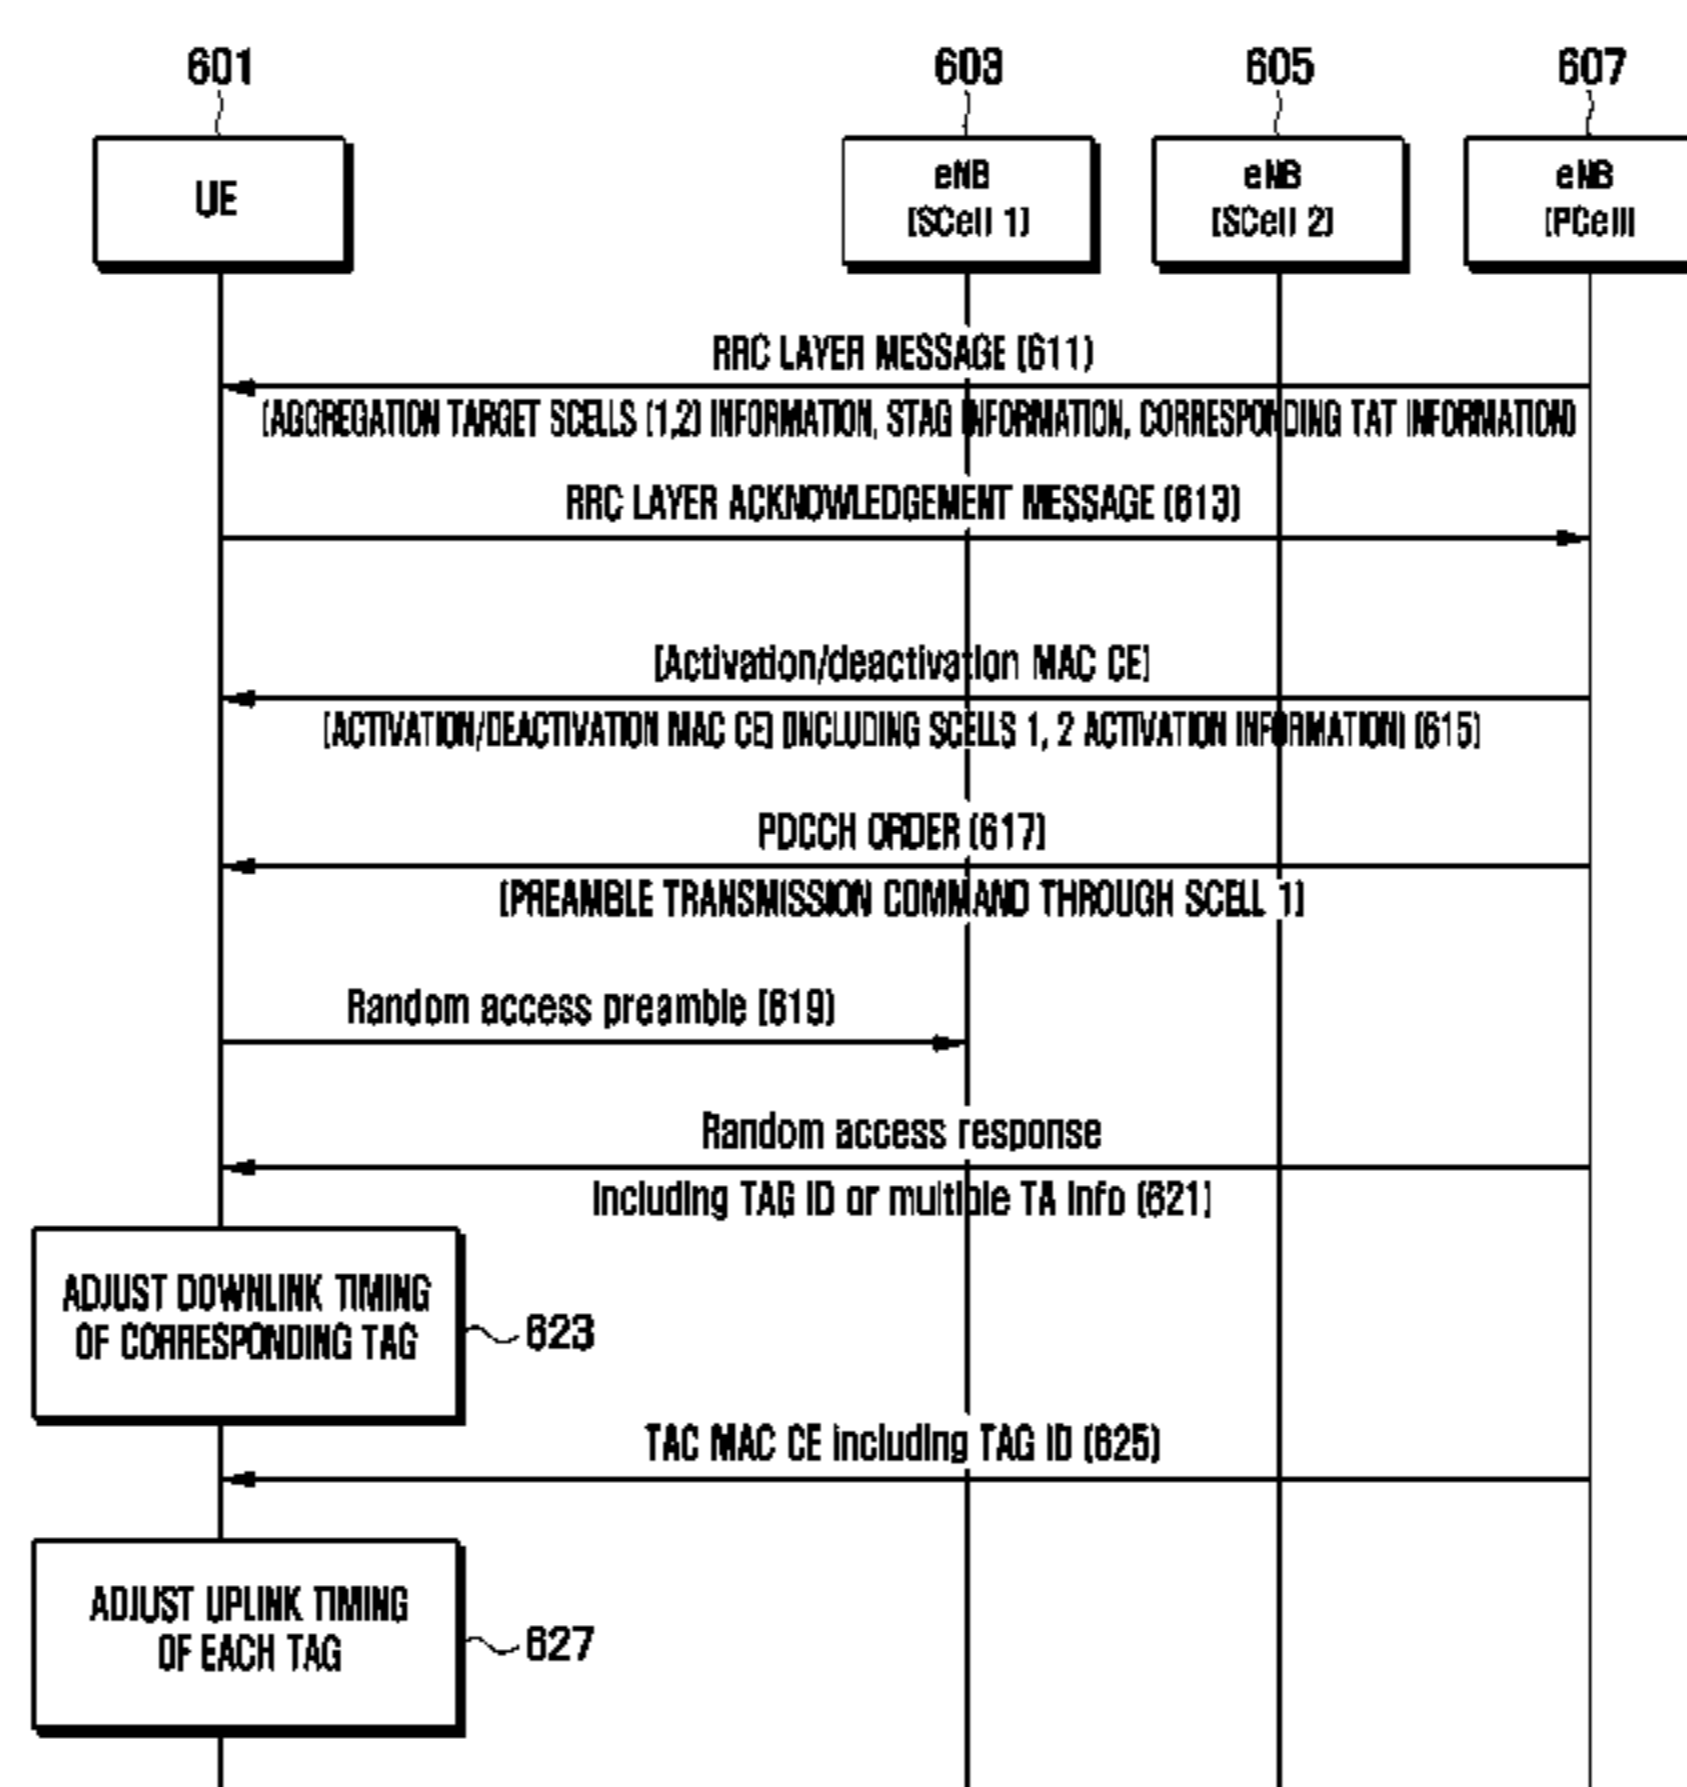 601 603 605 607
UE
eNB
[SCell 1]
eNB
[SCell 2]
eNB
[PCell]
RRC LAYER MESSAGE (611)
(AGGREGATION TARGET SCELLS (1,2) INFORMATION, STAG INFORMATION, CORRESPONDING TAT INFORMATION)
RRC LAYER ACKNOWLEDGEMENT MESSAGE (613)
[Activation/deactivation MAC CE]
[ACTIVATION/DEACTIVATION MAC CE] (INCLUDING SCELLS 1, 2 ACTIVATION INFORMATION) (615)
PDCCH ORDER (617)
(PREAMBLE TRANSMISSION COMMAND THROUGH SCELL 1)
Random access preamble (619)
Random access response
including TAG ID or multiple TA info (621)
ADJUST DOWNLINK TIMING
OF CORRESPONDING TAG
623
TAC MAC CE including TAG ID (625)
ADJUST UPLINK TIMING
OF EACH TAG
627